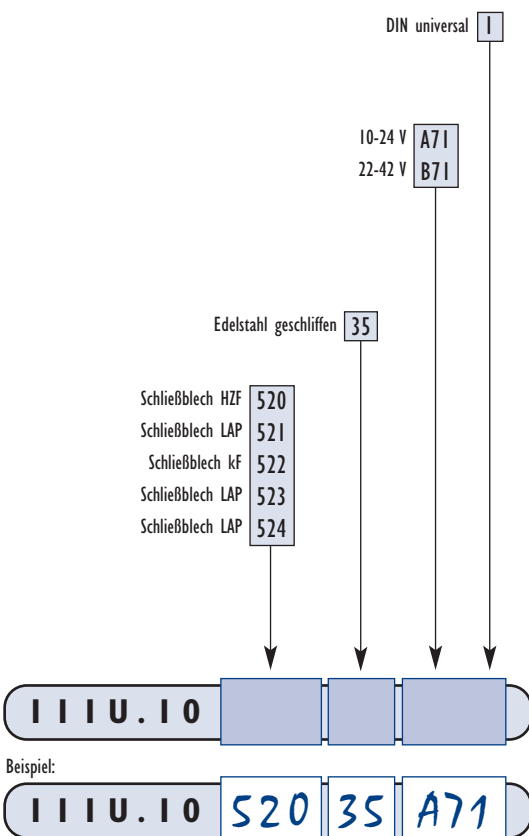 DIN universal 1
10-24 V A71
22-42 V B71
Edelstahl geschliffen 35
Schließblech HZF 520
Schließblech LAP 521
Schließblech kF 522
Schließblech LAP 523
Schließblech LAP 524
111U.10
Beispiel:
111U.10 520 35 A71